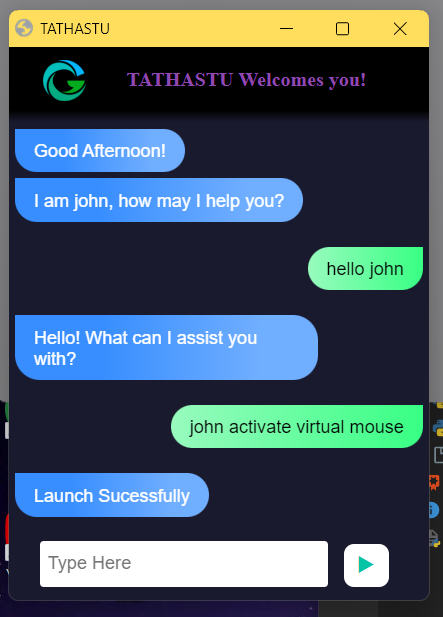 TATHASTU
TATHASTU Welcomes you!
Good Afternoon!
I am john, how may I help you?
hello john
Hello! What can I assist you
with?
john activate virtual mouse
Launch Sucessfully
Type Here